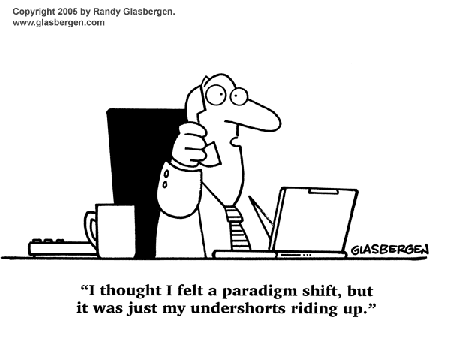 Copyright 2005 by Randy Glasbergen.
www.glasbergen.com
GLASBERGEN
“I thought I felt a paradigm shift, but
it was just my undershorts riding up.”